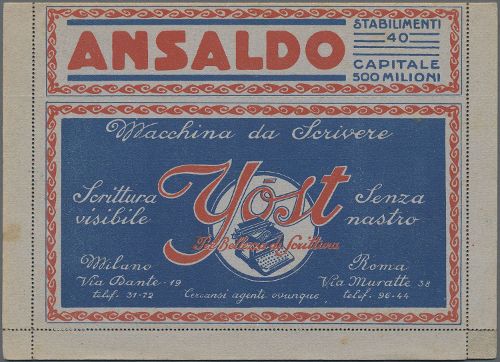 ANSALDO
STABILIMENTI
40
CAPITALE
500 MILIONI
Macchina da Scrivere
Scrittura
visibile
Yost
Senza
nastro
La Bellezza di Scrittura
Milano
Via Dante - 19
telef. 31-72
Cercansi agenti ovunque
Roma
Via Muratte 38
telef. 96-44